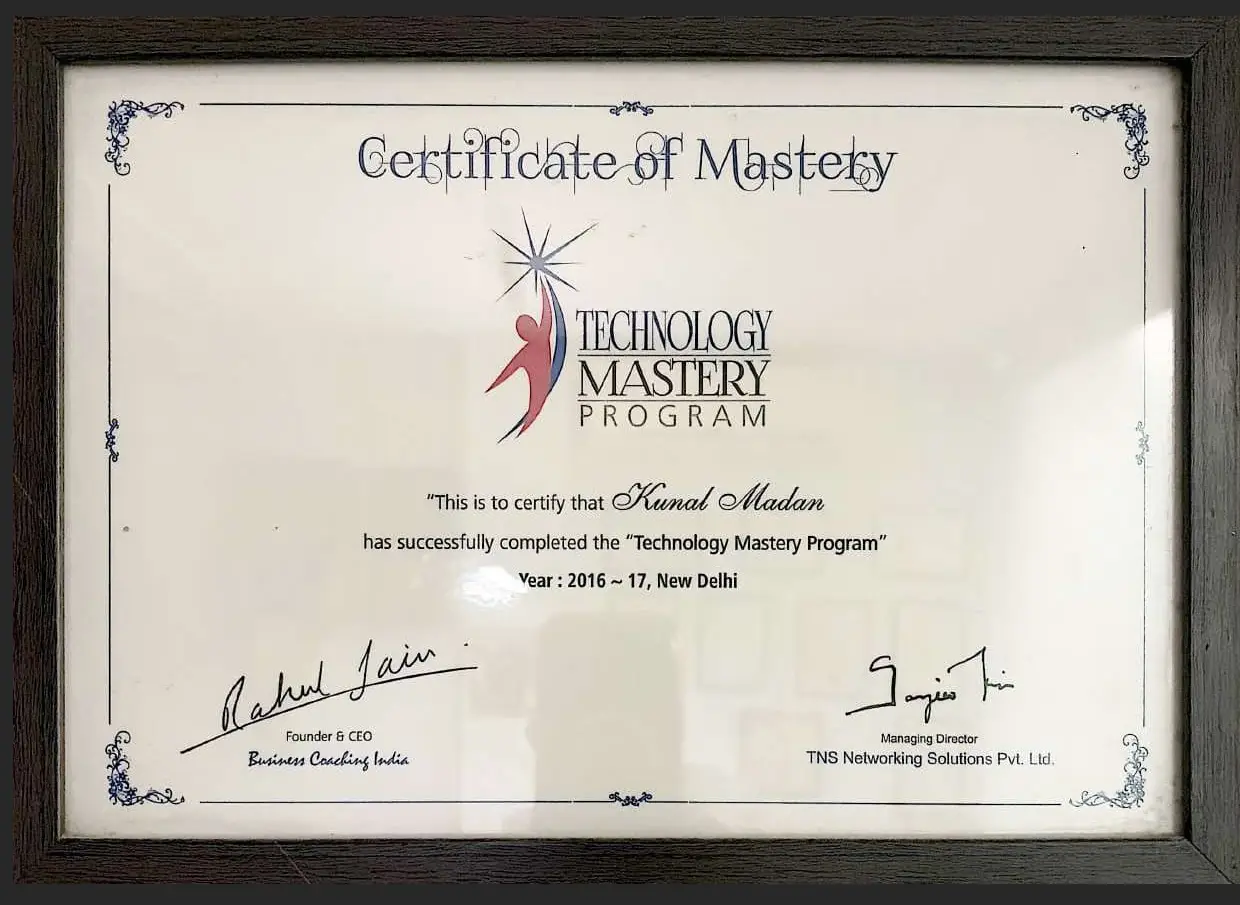 Certificate of Mastery
TECHNOLOGY
MASTERY
PROGRAM
"This is to certify that Kunal Madan
has successfully completed the "Technology Mastery Program"
Year : 2016 ~ 17, New Delhi
Rahul Jain
Founder & CEO
Business Coaching India
Managing Director
TNS Networking Solutions Pvt. Ltd.